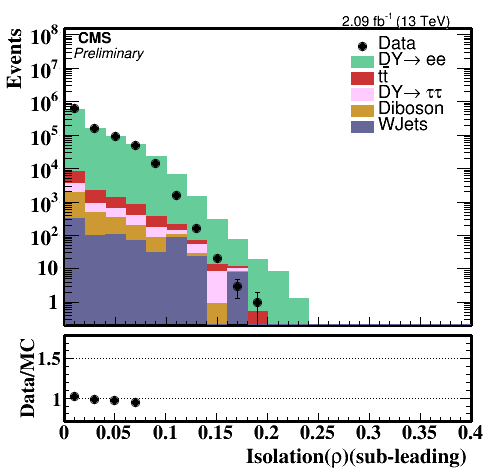 2.09 fb⁻¹ (13 TeV)
CMS
Preliminary
Events
10⁸
10⁷
10⁶
10⁵
10⁴
10³
10²
10
1
Data
DY→ ee
tt̄
DY→ ττ
Diboson
WJets
Data/MC
1.5
1
0 0.05 0.1 0.15 0.2 0.25 0.3 0.35 0.4
Isolation(ρ)(sub-leading)